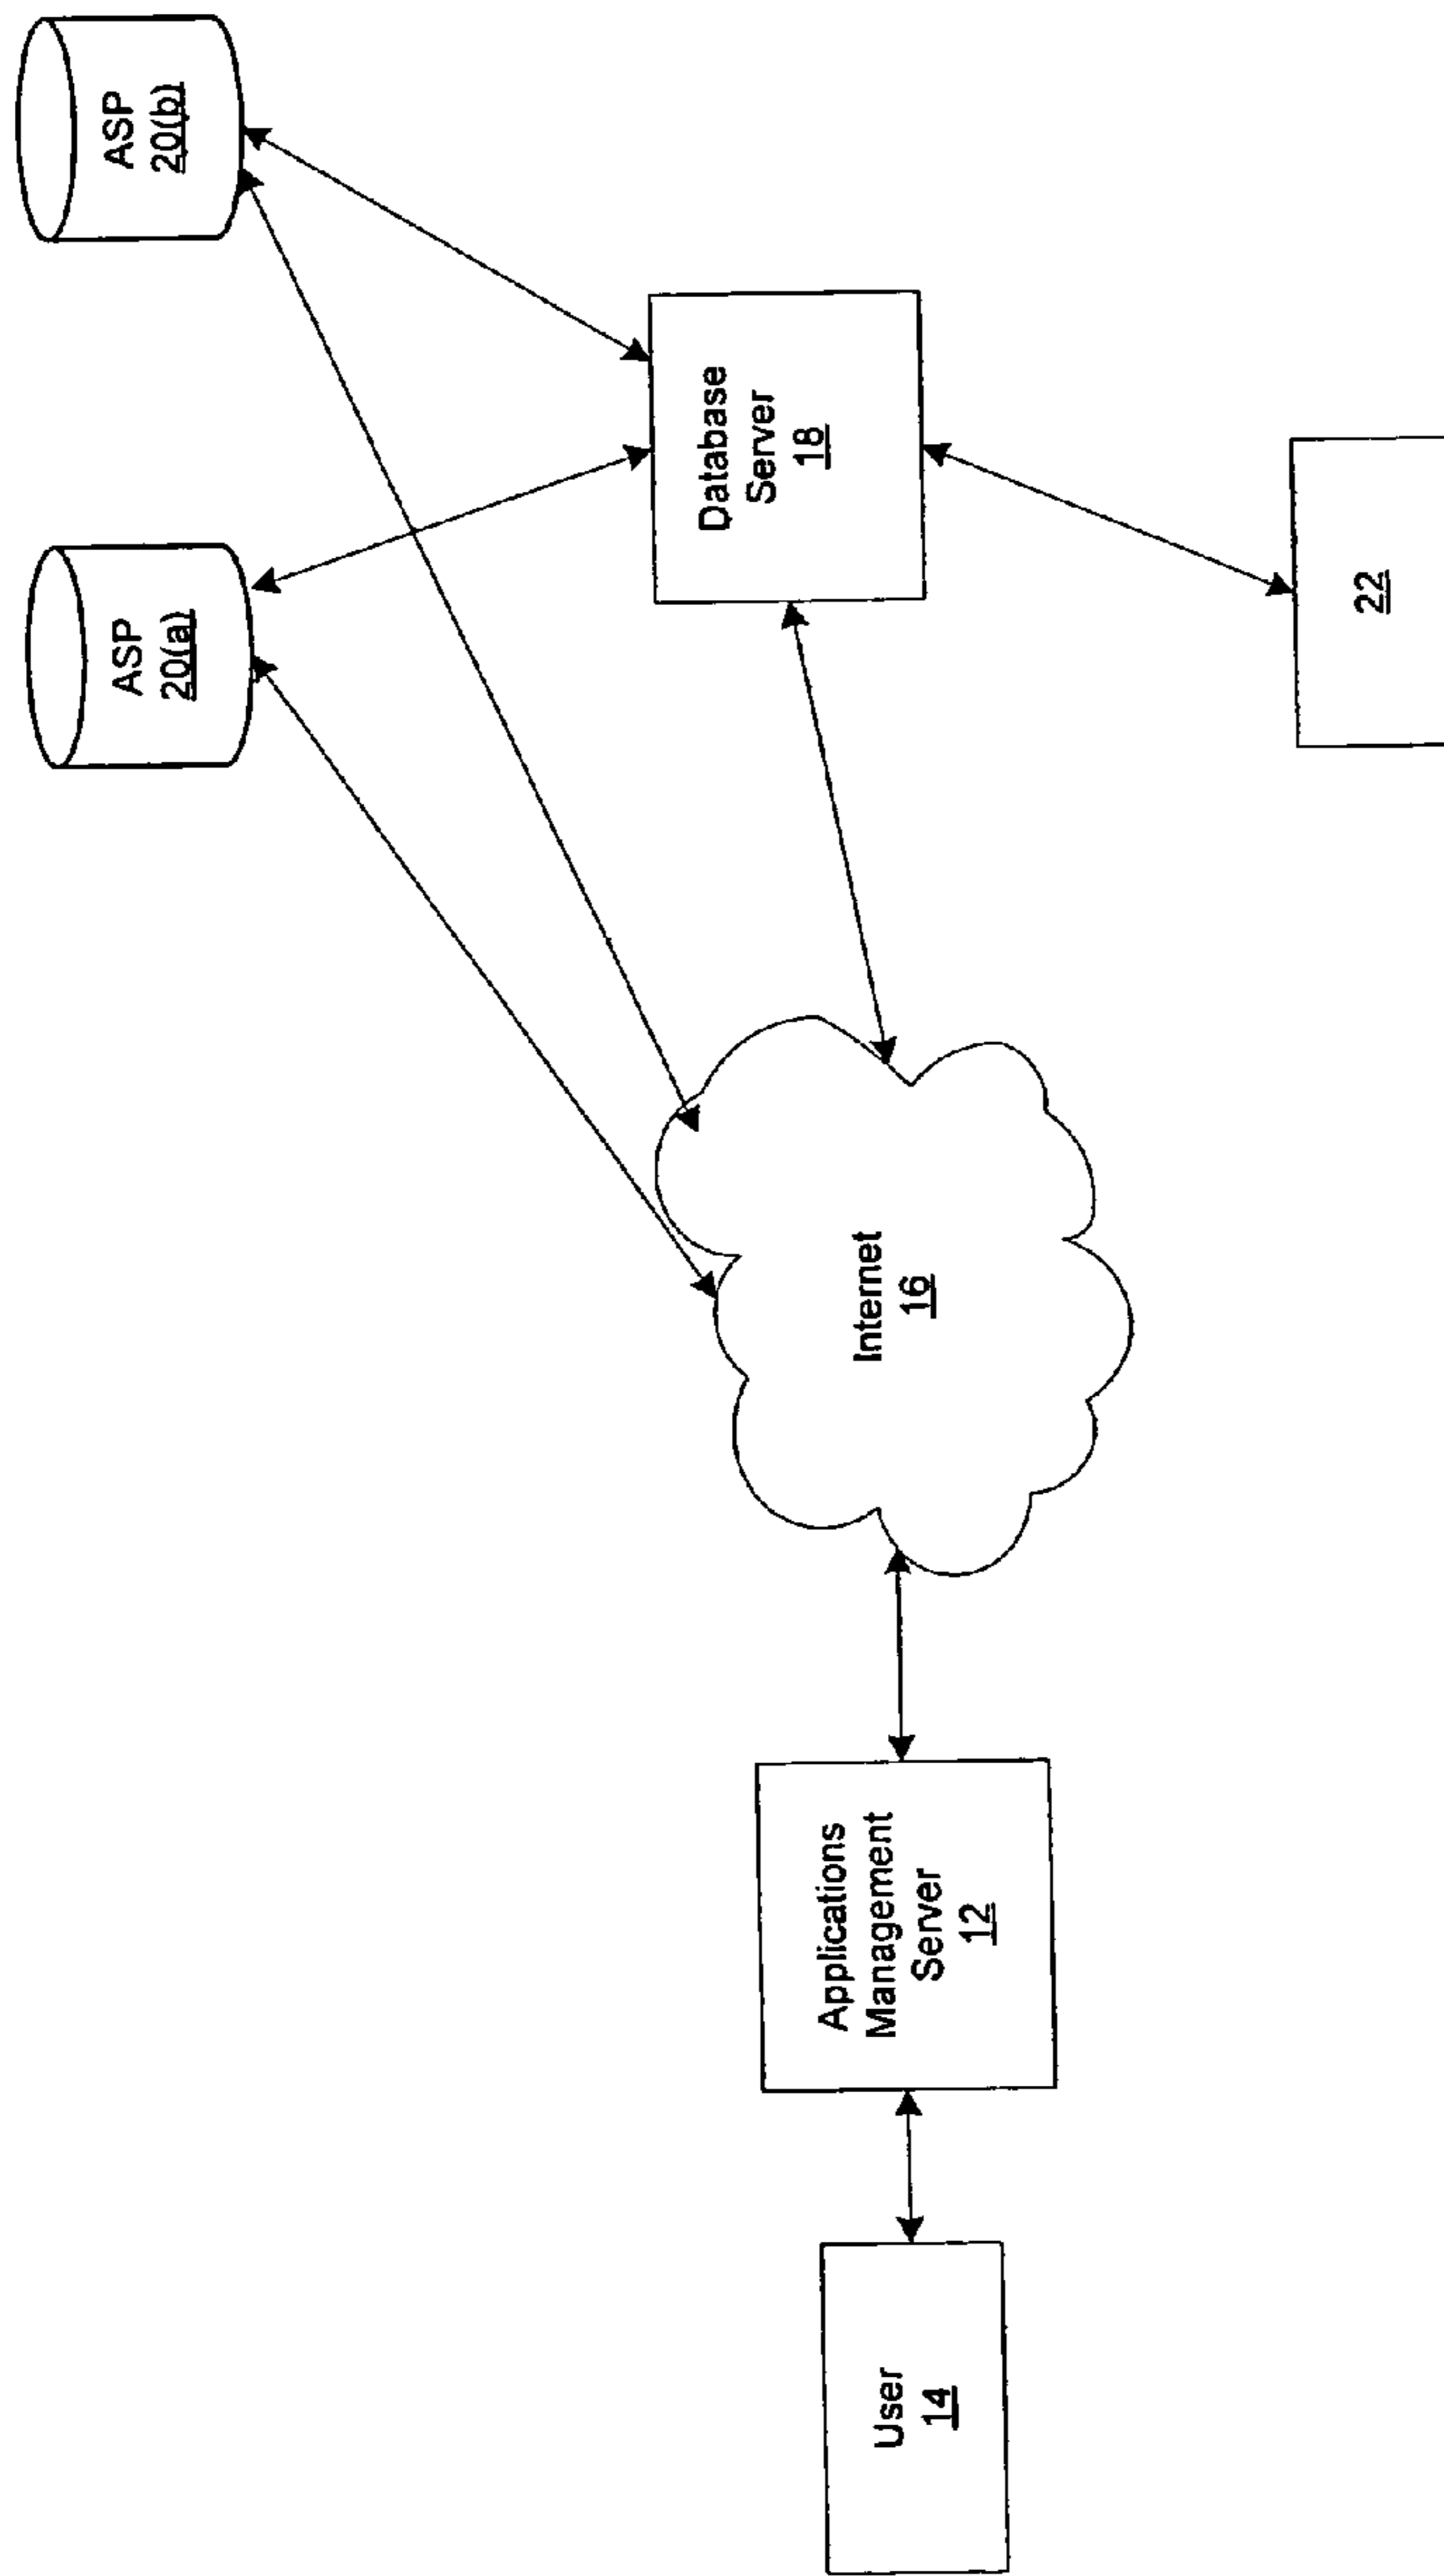 User
14
Applications
Management
Server
12
Internet
16
ASP
20(a)
ASP
20(b)
Database
Server
18
22